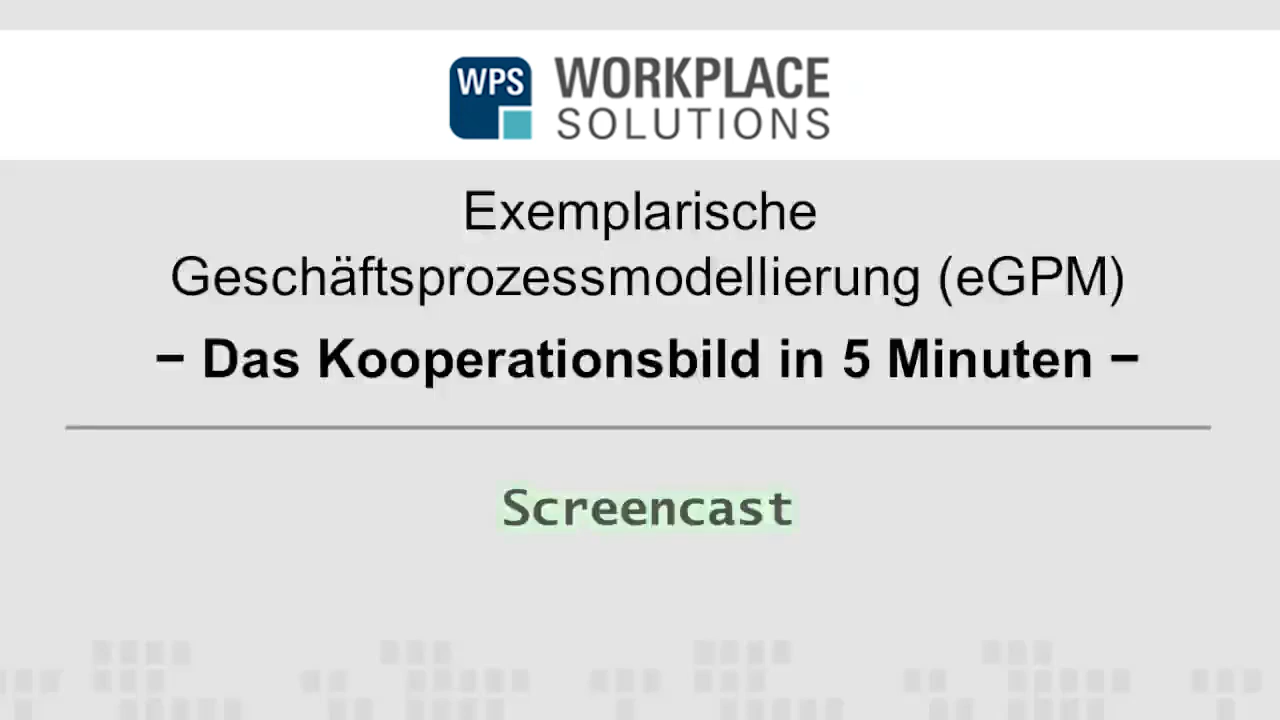 WPS
WORKPLACE
SOLUTIONS
Exemplarische
Geschäftsprozessmodellierung (eGPM)
− Das Kooperationsbild in 5 Minuten −
Screencast